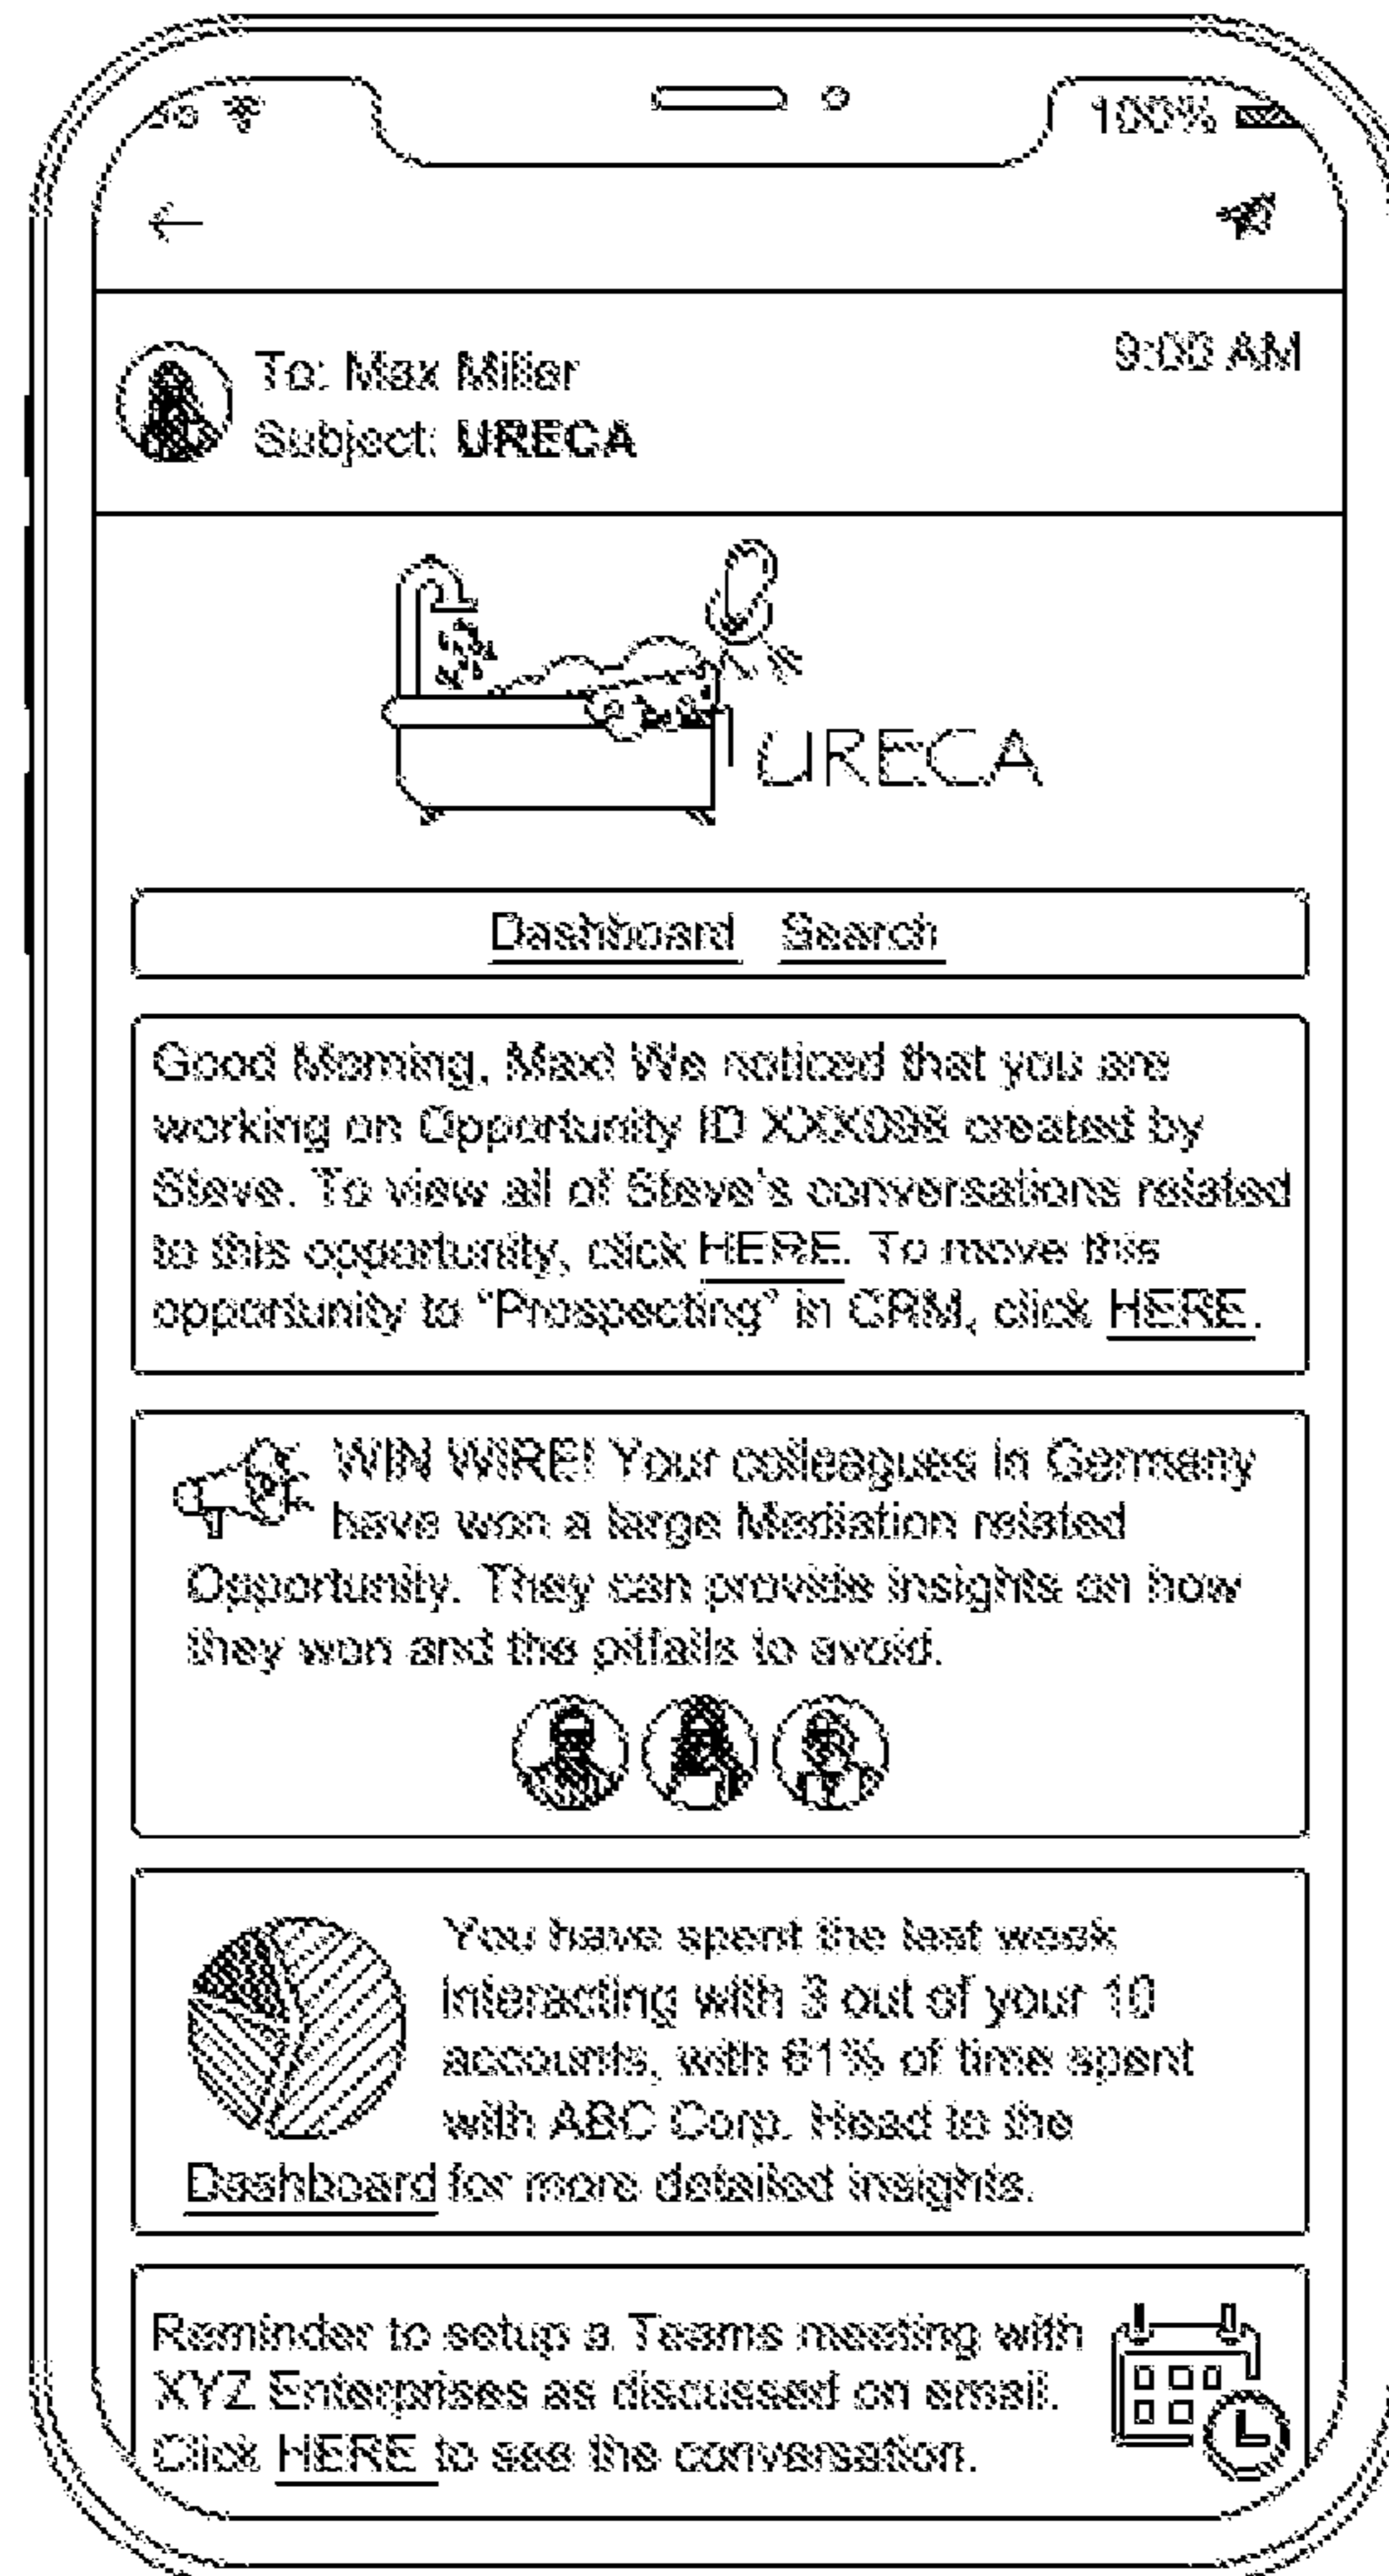 100%
9:00 AM
To: Max Miller
Subject: URECA
URECA
Dashboard Search
Good Morning, Max! We noticed that you are
working on Opportunity ID created by
Steve. To view all of Steve's conversations related
to this opportunity, click HERE. To move this
opportunity to "Prospecting" in CRM, click HERE.
WIN WIRE! Your colleagues in Germany
have won a large Mediation related
Opportunity. They can provide insights on how
they won and the pitfalls to avoid.
You have spent the last week
interacting with 3 out of your 10
accounts, with 61% of time spent
with ABC Corp. Head to the
Dashboard for more detailed insights.
Reminder to setup a Teams meeting with
XYZ Enterprises as discussed on email.
Click HERE to see the conversation.